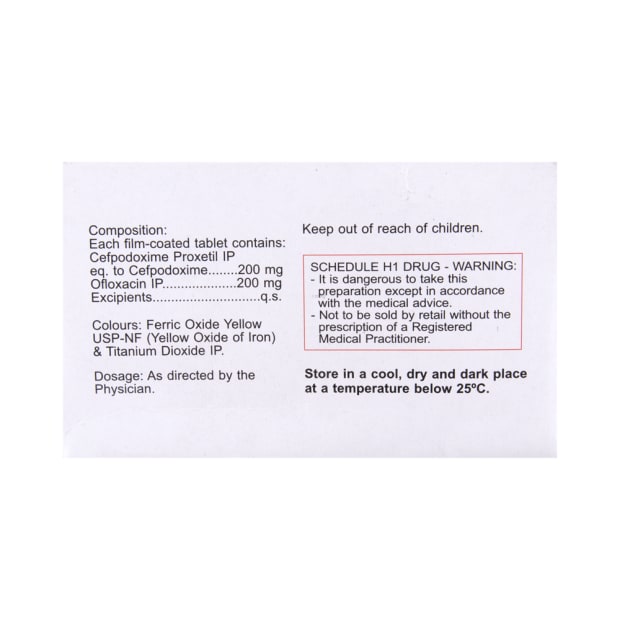 Composition:
Each film-coated tablet contains:
Cefpodoxime Proxetil IP
eq. to Cefpodoxime........200 mg
Ofloxacin IP......................200 mg
Excipients................................q.s.
Colours: Ferric Oxide Yellow
USP-NF (Yellow Oxide of Iron)
& Titanium Dioxide IP.
Dosage: As directed by the
Physician.
Keep out of reach of children.
SCHEDULE H1 DRUG - WARNING:
- It is dangerous to take this
preparation except in accordance
with the medical advice.
- Not to be sold by retail without the
prescription of a Registered
Medical Practitioner.
Store in a cool, dry and dark place
at a temperature below 25ºC.